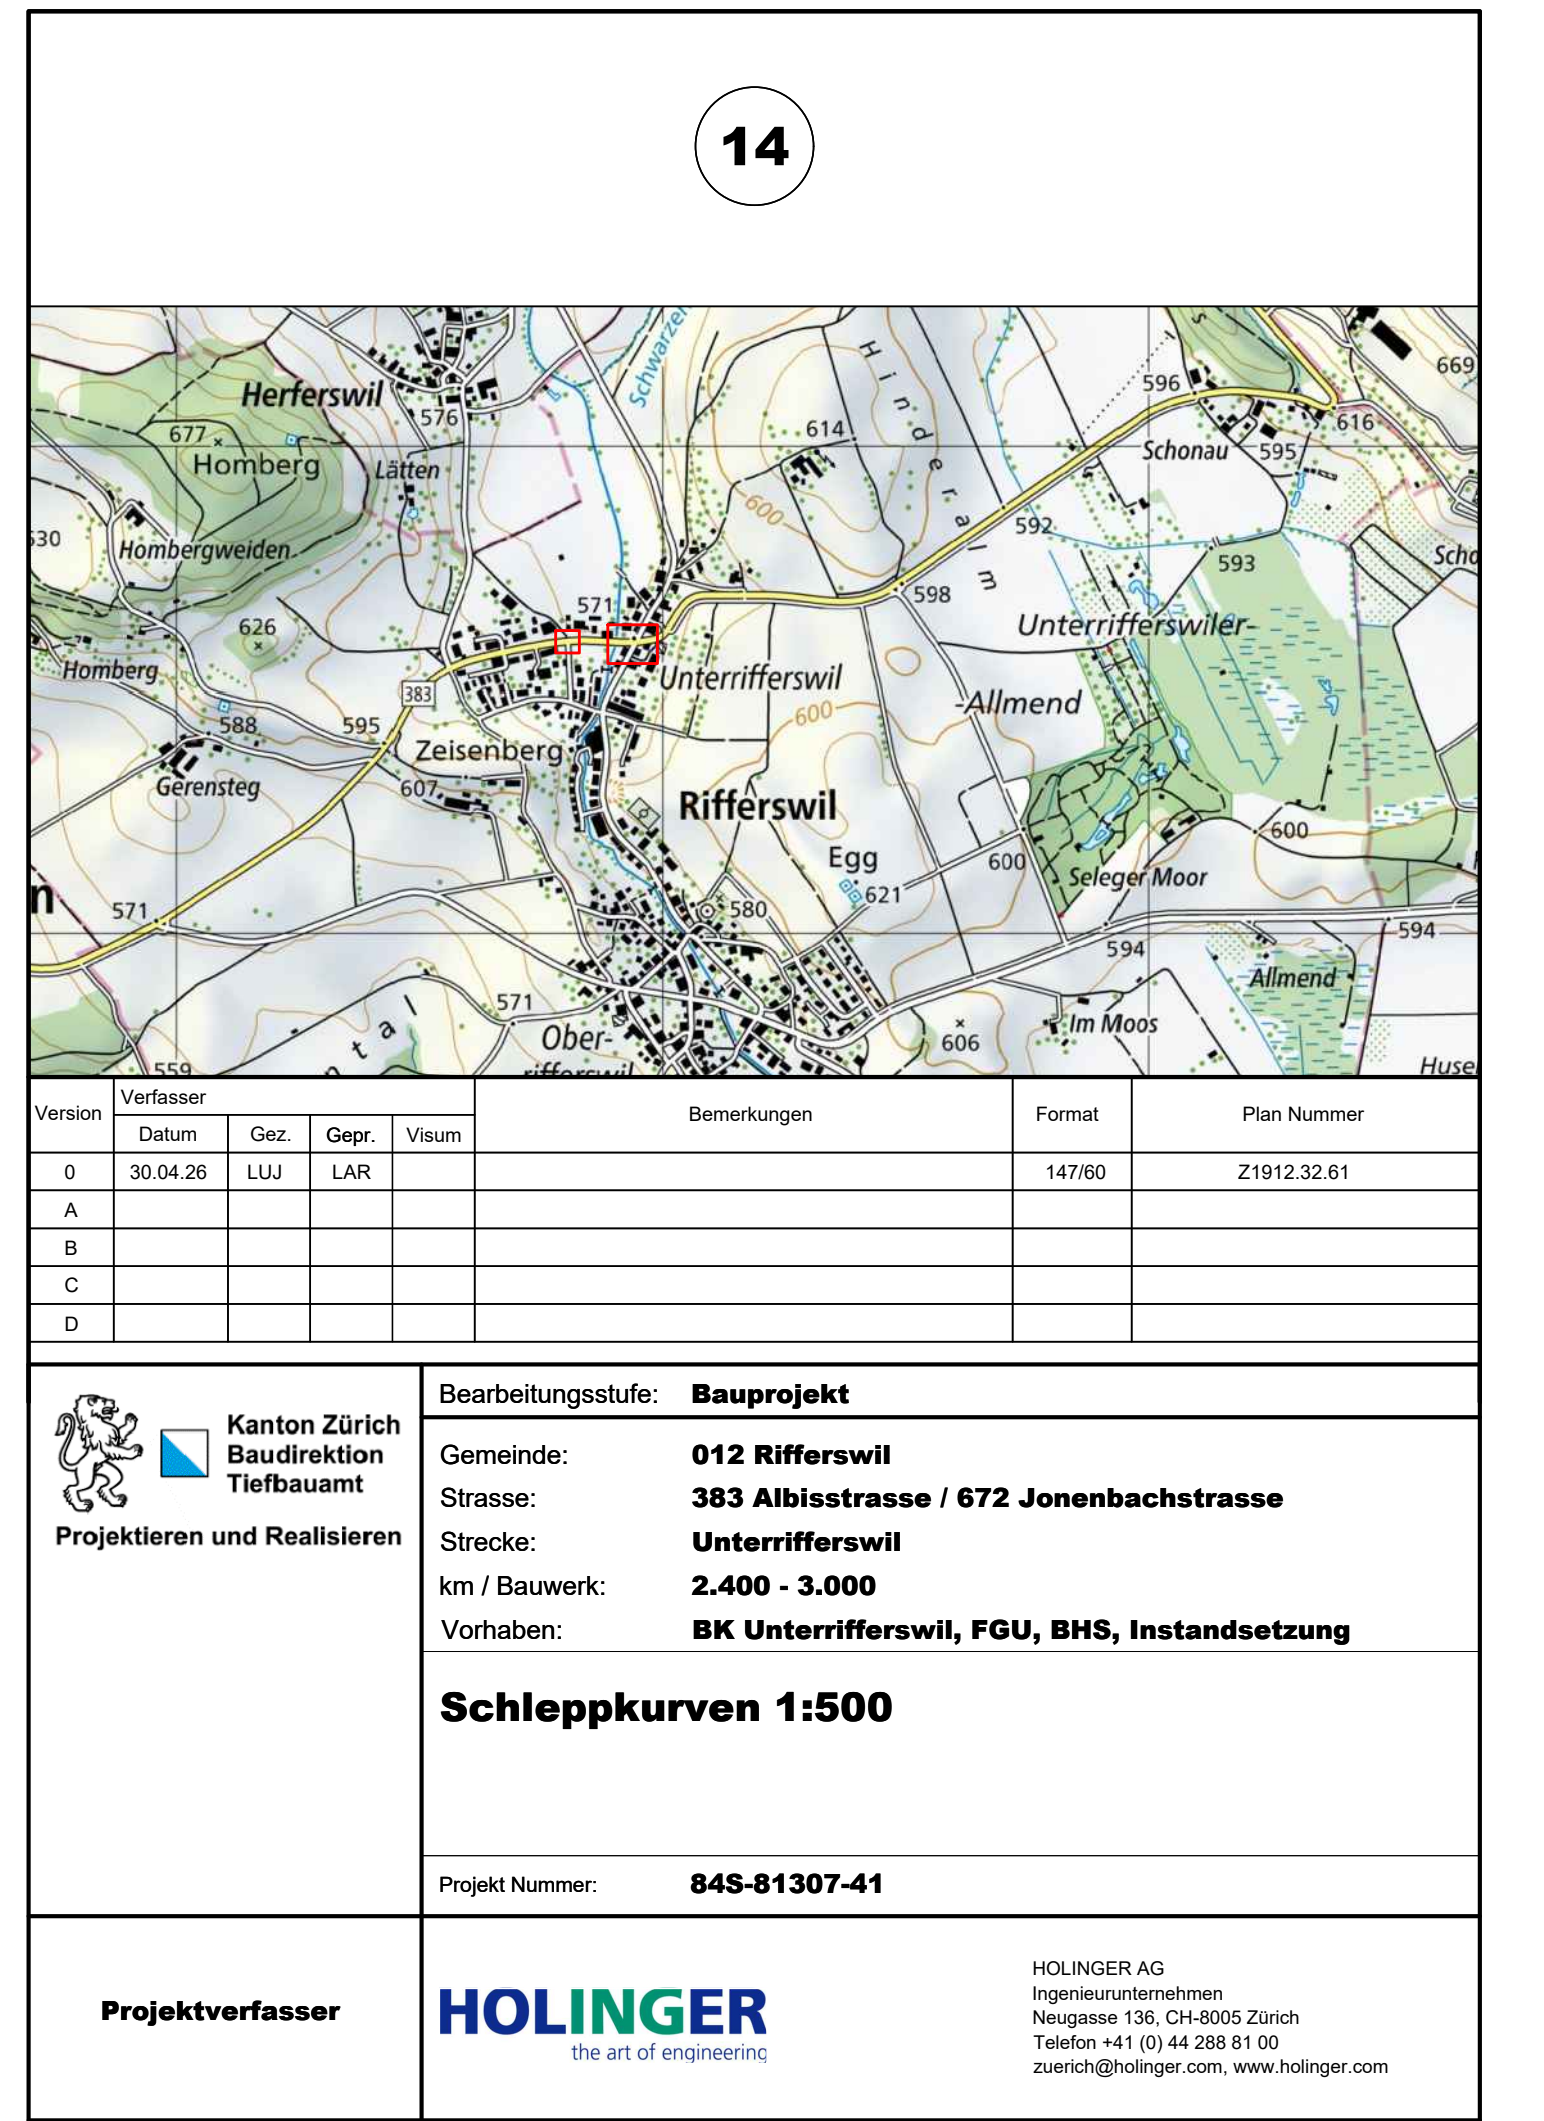 14
Schwarzen
Hinderalm
669
596
616
Herferswil
576
677
Homberg
Lätten
614
Schonau
595
600
592
630
Hombergweiden
593
Scho
571
598
626
Unterrifferswiler-
Homberg
383
Unterrifferswil
-Allmend
600
588
595
Zeisenberg
607
Gerensteg
Rifferswil
Egg
600
600
621
Seleger Moor
n
571
580
594
594
Allmend
571
Ober-
rifferswil
606
Im Moos
tal
559
Huse
Version
Verfasser
Datum Gez. Gepr. Visum
Bemerkungen
Format
Plan Nummer
0 30.04.26 LUJ LAR 147/60 Z1912.32.61
A
B
C
D
Kanton Zürich
Baudirektion
Tiefbauamt
Projektieren und Realisieren
Bearbeitungsstufe: Bauprojekt
Gemeinde: 012 Rifferswil
Strasse: 383 Albisstrasse / 672 Jonenbachstrasse
Strecke: Unterrifferswil
km / Bauwerk: 2.400 - 3.000
Vorhaben: BK Unterrifferswil, FGU, BHS, Instandsetzung
Schleppkurven 1:500
Projekt Nummer: 84S-81307-41
Projektverfasser
HOLINGER
the art of engineering
HOLINGER AG
Ingenieurunternehmen
Neugasse 136, CH-8005 Zürich
Telefon +41 (0) 44 288 81 00
zuerich@holinger.com, www.holinger.com